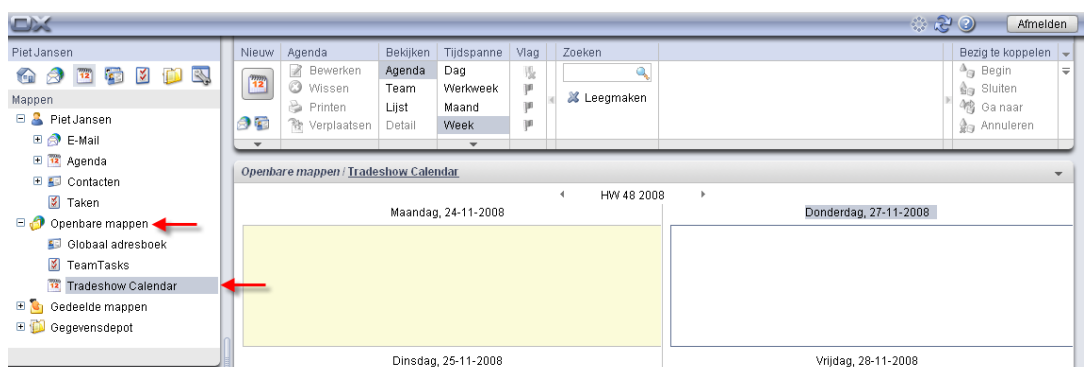 OX
Afmelden
Piet Jansen
Mappen
Piet Jansen
E-Mail
Agenda
Contacten
Taken
Openbare mappen
Globaal adresboek
TeamTasks
Tradeshow Calendar
Gedeelde mappen
Gegevensdepot
Nieuw Agenda Bekijken Tijdspanne Vlag Zoeken Bezig te koppelen
Bewerken Agenda Dag Begin
Wissen Team Werkweek Sluiten
Printen Lijst Maand Leegmaken Ga naar
Verplaatsen Detail Week Annuleren
Openbare mappen / Tradeshow Calendar
HW 48 2008
Maandag, 24-11-2008 Donderdag, 27-11-2008
Dinsdag, 25-11-2008 Vrijdag, 28-11-2008